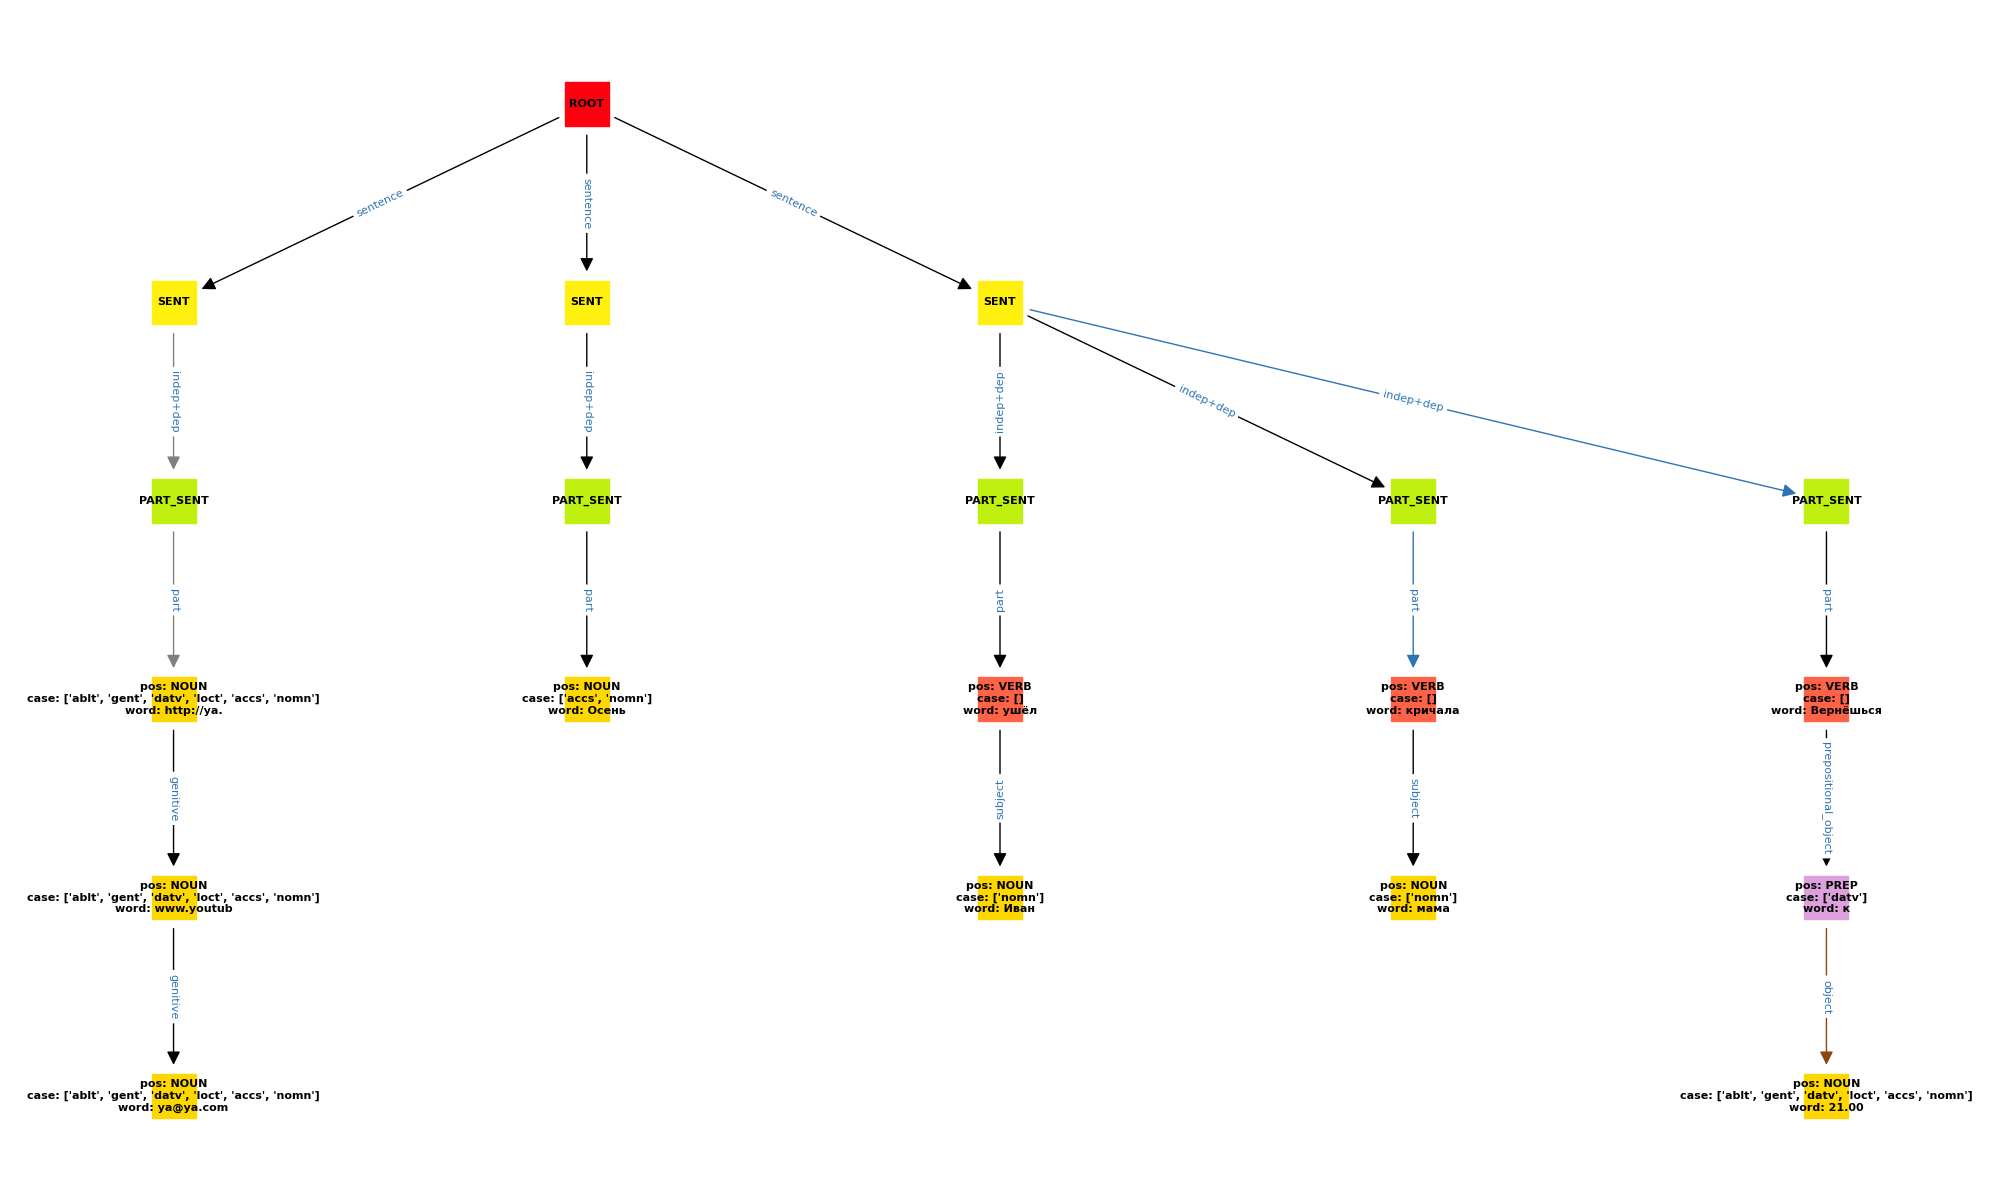 ROOT
sentence
sentence
sentence
SENT
SENT
SENT
indep+dep
indep+dep
indep+dep
indep+dep
indep+dep
PART_SENT
PART_SENT
PART_SENT
PART_SENT
PART_SENT
part
part
part
part
part
pos: NOUN
case: ['ablt', 'gent', 'datv', 'loct', 'accs', 'nomn']
word: http://ya.
pos: NOUN
case: ['accs', 'nomn']
word: Осень
pos: VERB
case: []
word: ушёл
pos: VERB
case: []
word: кричала
pos: VERB
case: []
word: Вернёшься
genitive
subject
subject
prepositional_object
pos: NOUN
case: ['ablt', 'gent', 'datv', 'loct', 'accs', 'nomn']
word: www.youtub
pos: NOUN
case: ['nomn']
word: Иван
pos: NOUN
case: ['nomn']
word: мама
pos: PREP
case: ['datv']
word: к
genitive
object
pos: NOUN
case: ['ablt', 'gent', 'datv', 'loct', 'accs', 'nomn']
word: ya@ya.com
pos: NOUN
case: ['ablt', 'gent', 'datv', 'loct', 'accs', 'nomn']
word: 21.00